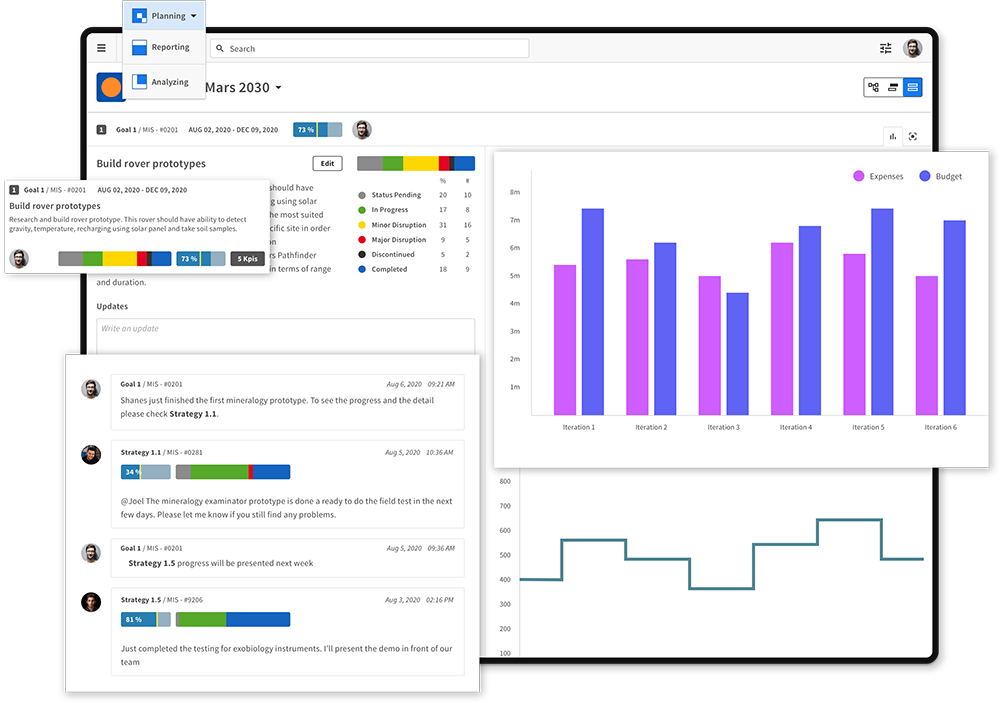 Planning
Reporting
Analyzing
Search
Mars 2030
1 Goal 1 / MIS - #0201 AUG 02, 2020 - DEC 09, 2020 73 %
Build rover prototypes Edit
% #
Status Pending 20 10
In Progress 17 8
Minor Disruption 31 16
Major Disruption 9 5
Discontinued 5 2
Completed 18 9
should have
g using solar
he most suited
cific site in order
on
rs Pathfinder
in terms of range
and duration.
1 Goal 1 / MIS - #0201 AUG 02, 2020 - DEC 09, 2020
Build rover prototypes
Research and build rover prototype. This rover should have ability to detect
gravity, temperature, recharging using solar panel and take soil samples.
73 % 5 Kpis
Updates
Write an update
Goal 1 / MIS - #0201 Aug 6, 2020 09:21 AM
Shanes just finished the first mineralogy prototype. To see the progress and the detail
please check Strategy 1.1.
Strategy 1.1 / MIS - #0281 Aug 5, 2020 10:36 AM
34 %
@Joel The mineralogy examinator prototype is done a ready to do the field test in the next
few days. Please let me know if you still find any problems.
Goal 1 / MIS - #0201 Aug 5, 2020 09:36 AM
Strategy 1.5 progress will be presented next week
Strategy 1.5 / MIS - #9206 Aug 3, 2020 02:16 PM
81 %
Just completed the testing for exobiology instruments. I'll present the demo in front of our
team
Expenses Budget
8m
7m
6m
5m
4m
3m
2m
1m
Iteration 1 Iteration 2 Iteration 3 Iteration 4 Iteration 5 Iteration 6
800
700
600
500
400
300
200
100